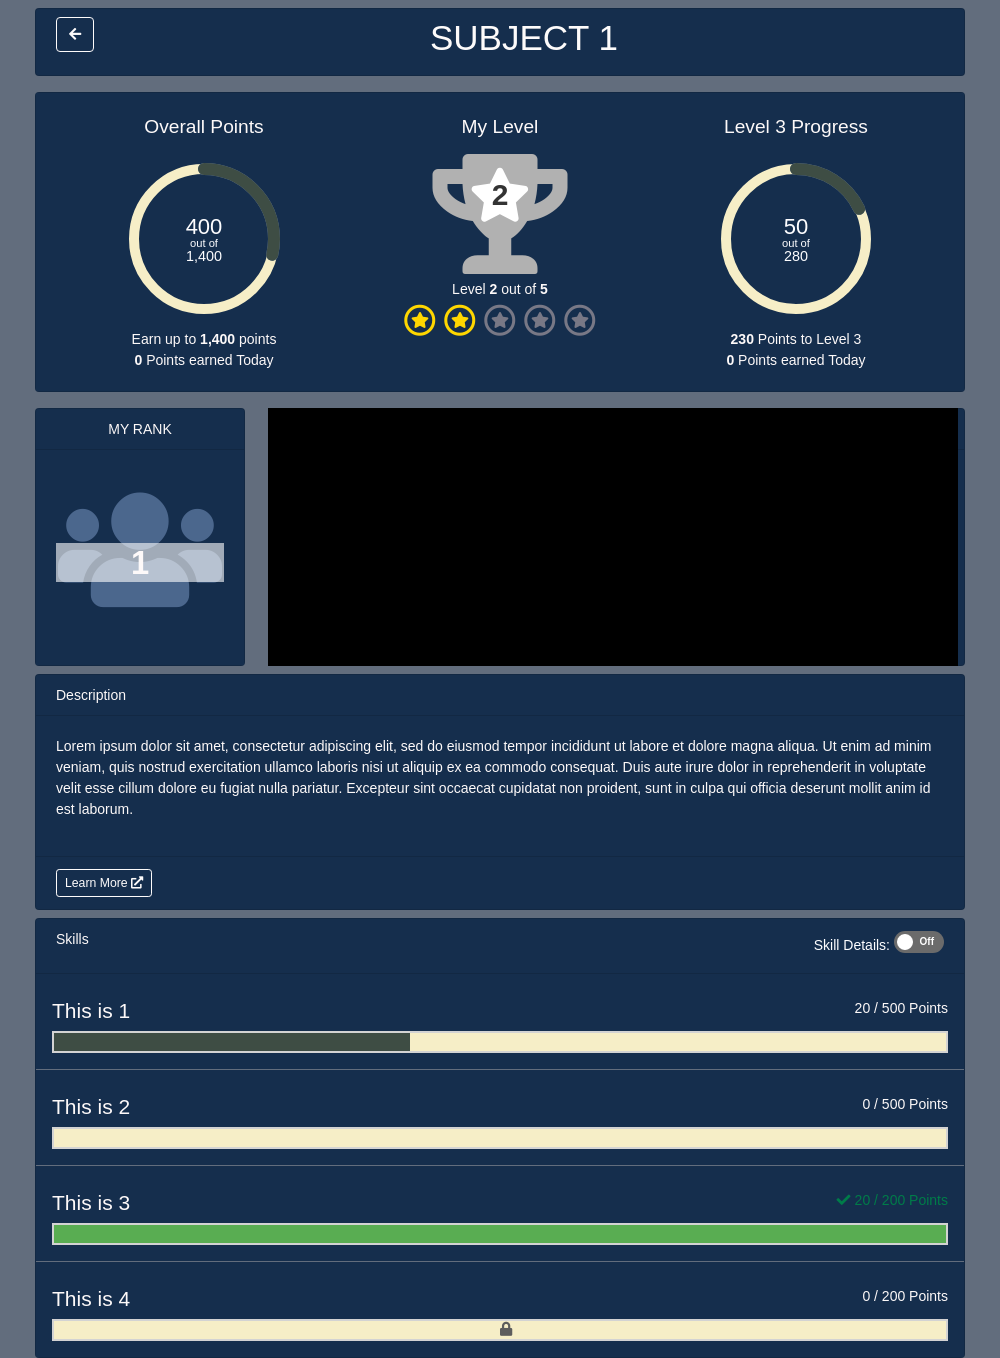 SUBJECT 1
Overall Points
My Level
Level 3 Progress
400
out of
1,400
2
50
out of
280
Level 2 out of 5
Earn up to 1,400 points
0 Points earned Today
230 Points to Level 3
0 Points earned Today
MY RANK
1
Description
Lorem ipsum dolor sit amet, consectetur adipiscing elit, sed do eiusmod tempor incididunt ut labore et dolore magna aliqua. Ut enim ad minim
veniam, quis nostrud exercitation ullamco laboris nisi ut aliquip ex ea commodo consequat. Duis aute irure dolor in reprehenderit in voluptate
velit esse cillum dolore eu fugiat nulla pariatur. Excepteur sint occaecat cupidatat non proident, sunt in culpa qui officia deserunt mollit anim id
est laborum.
Learn More
Skills
Skill Details: Off
This is 1
20 / 500 Points
This is 2
0 / 500 Points
This is 3
20 / 200 Points
This is 4
0 / 200 Points